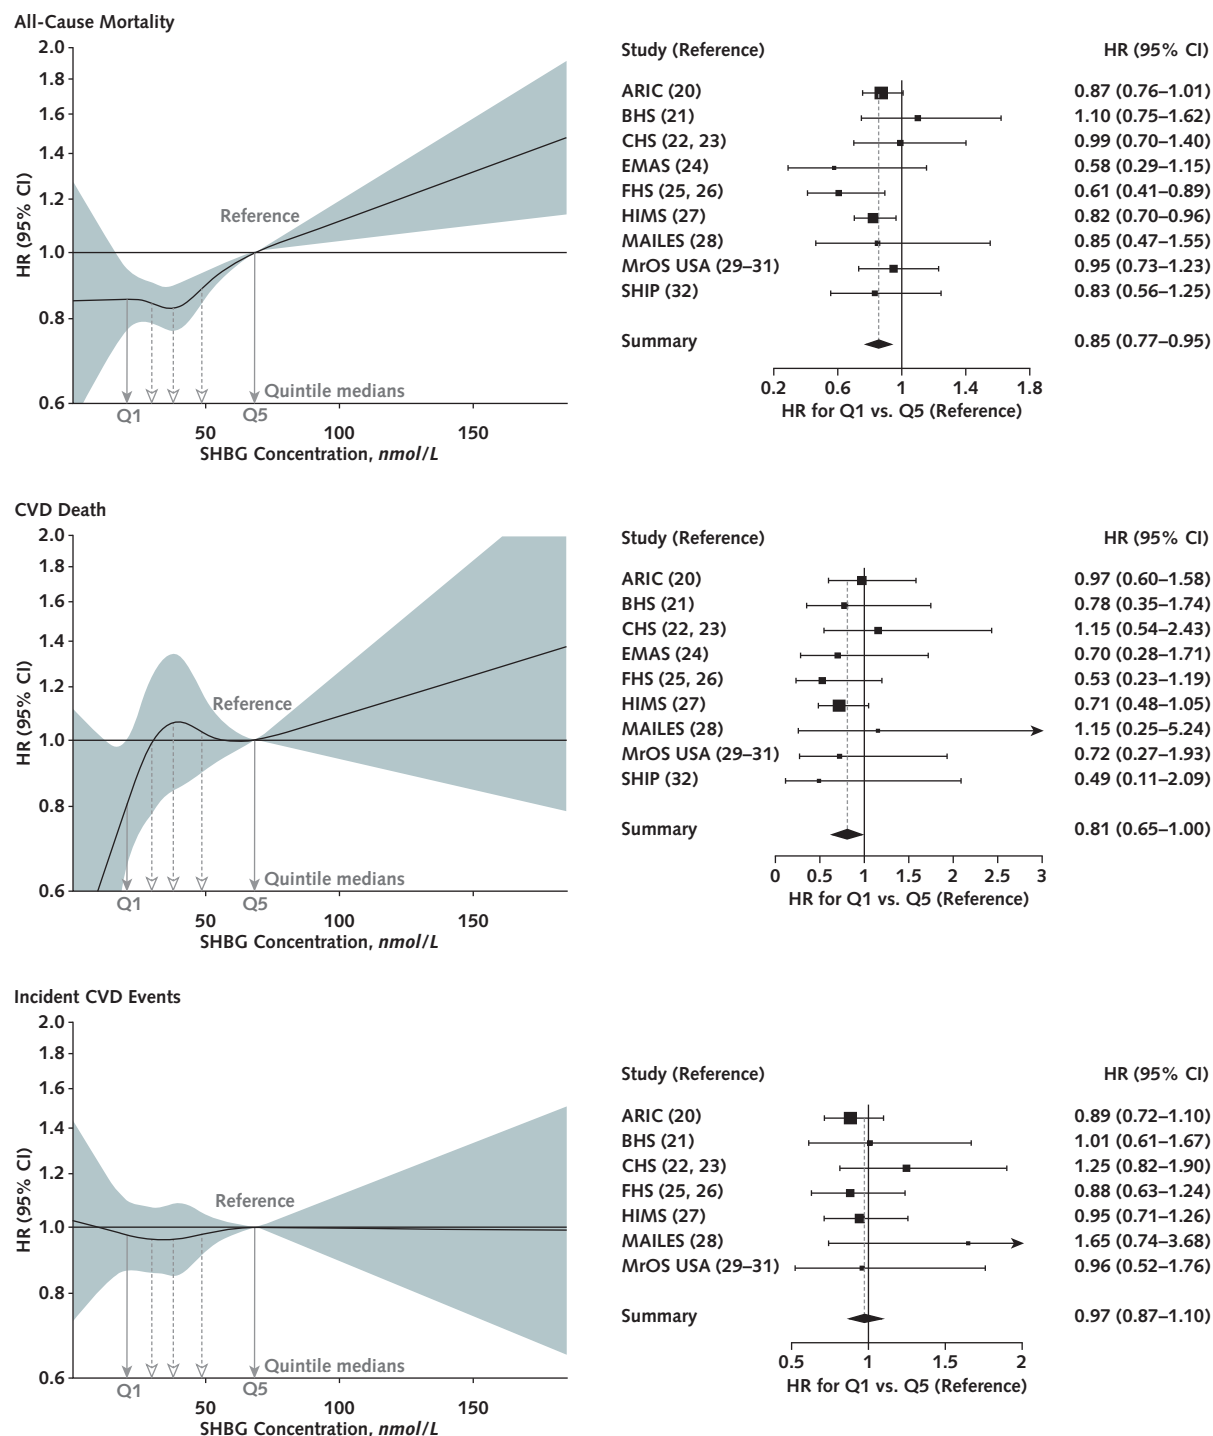 All-Cause Mortality
2.0
1.8
1.6
1.4
1.2
1.0
0.8
0.6
HR (95% CI)
Reference
Quintile medians
Q1
Q5
50
100
150
SHBG Concentration, nmol/L
Study (Reference)
HR (95% CI)
ARIC (20)
0.87 (0.76–1.01)
BHS (21)
1.10 (0.75–1.62)
CHS (22, 23)
0.99 (0.70–1.40)
EMAS (24)
0.58 (0.29–1.15)
FHS (25, 26)
0.61 (0.41–0.89)
HIMS (27)
0.82 (0.70–0.96)
MAILES (28)
0.85 (0.47–1.55)
MrOS USA (29–31)
0.95 (0.73–1.23)
SHIP (32)
0.83 (0.56–1.25)
Summary
0.85 (0.77–0.95)
0.2
0.6
1
1.4
1.8
HR for Q1 vs. Q5 (Reference)
CVD Death
2.0
1.8
1.6
1.4
1.2
1.0
0.8
0.6
HR (95% CI)
Reference
Quintile medians
Q1
Q5
50
100
150
SHBG Concentration, nmol/L
Study (Reference)
HR (95% CI)
ARIC (20)
0.97 (0.60–1.58)
BHS (21)
0.78 (0.35–1.74)
CHS (22, 23)
1.15 (0.54–2.43)
EMAS (24)
0.70 (0.28–1.71)
FHS (25, 26)
0.53 (0.23–1.19)
HIMS (27)
0.71 (0.48–1.05)
MAILES (28)
1.15 (0.25–5.24)
MrOS USA (29–31)
0.72 (0.27–1.93)
SHIP (32)
0.49 (0.11–2.09)
Summary
0.81 (0.65–1.00)
0
0.5
1
1.5
2
2.5
3
HR for Q1 vs. Q5 (Reference)
Incident CVD Events
2.0
1.8
1.6
1.4
1.2
1.0
0.8
0.6
HR (95% CI)
Reference
Quintile medians
Q1
Q5
50
100
150
SHBG Concentration, nmol/L
Study (Reference)
HR (95% CI)
ARIC (20)
0.89 (0.72–1.10)
BHS (21)
1.01 (0.61–1.67)
CHS (22, 23)
1.25 (0.82–1.90)
FHS (25, 26)
0.88 (0.63–1.24)
HIMS (27)
0.95 (0.71–1.26)
MAILES (28)
1.65 (0.74–3.68)
MrOS USA (29–31)
0.96 (0.52–1.76)
Summary
0.97 (0.87–1.10)
0.5
1
1.5
2
HR for Q1 vs. Q5 (Reference)